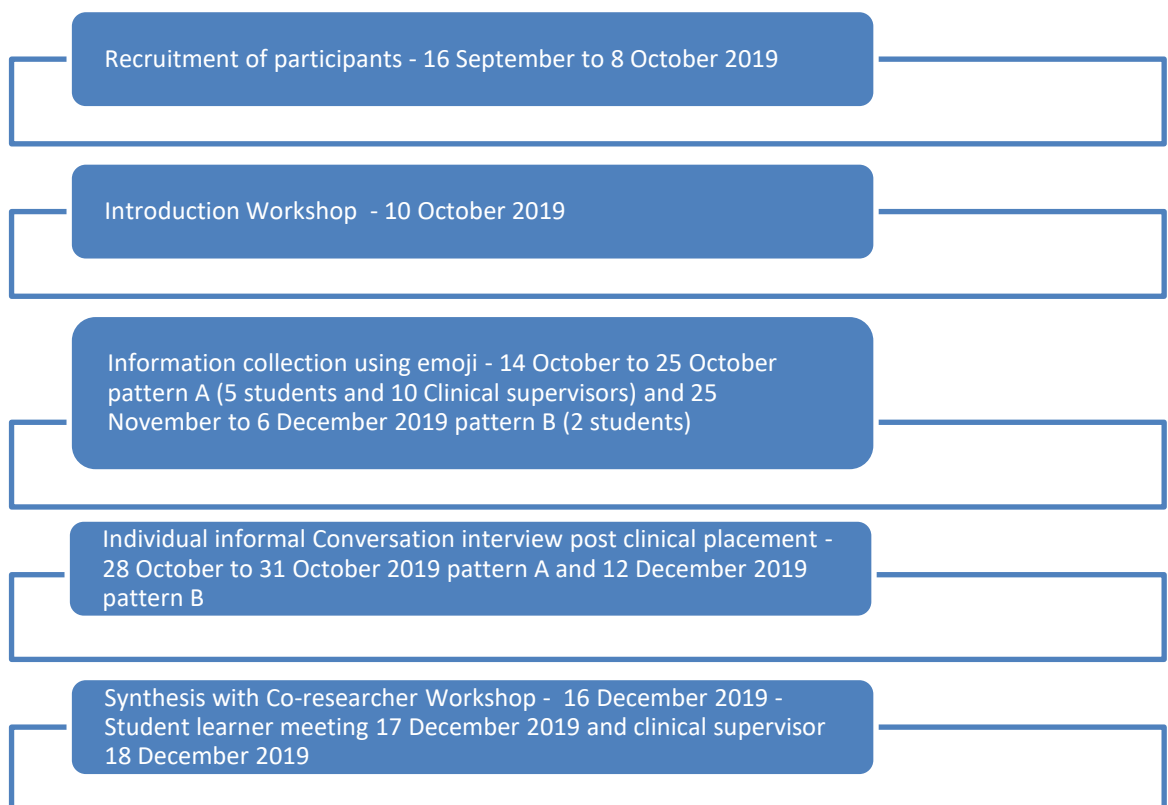 Recruitment of participants - 16 September to 8 October 2019
Introduction Workshop - 10 October 2019
Information collection using emoji - 14 October to 25 October
pattern A (5 students and 10 Clinical supervisors) and 25
November to 6 December 2019 pattern B (2 students)
Individual informal Conversation interview post clinical placement -
28 October to 31 October 2019 pattern A and 12 December 2019
pattern B
Synthesis with Co-researcher Workshop - 16 December 2019 -
Student learner meeting 17 December 2019 and clinical supervisor
18 December 2019